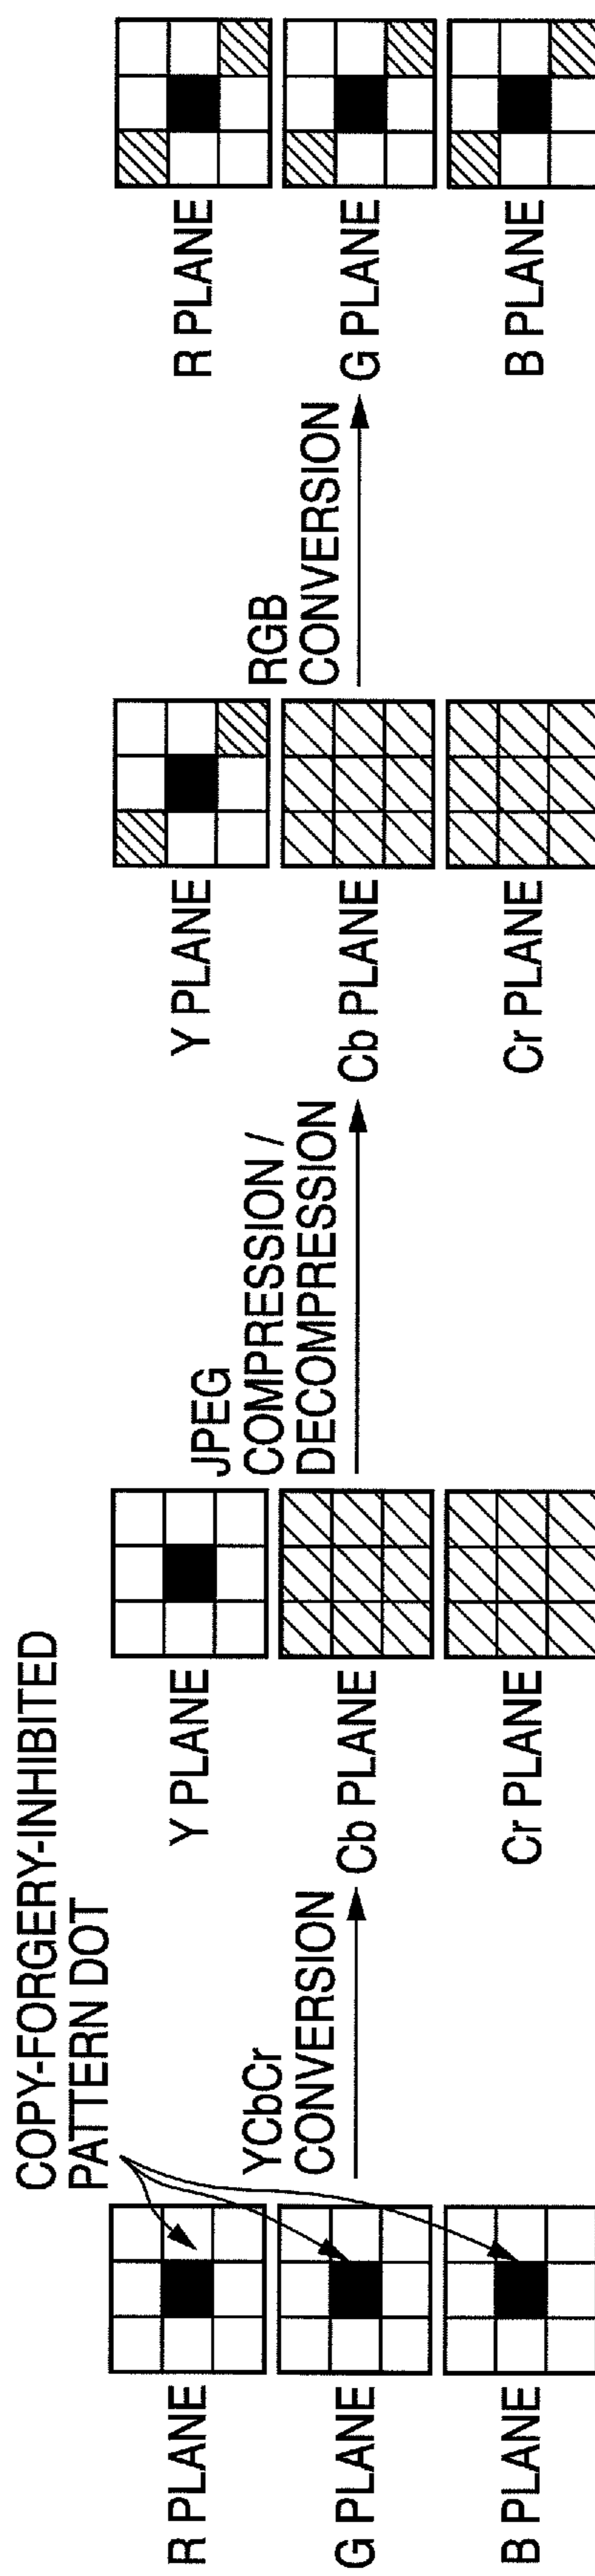 COPY-FORGERY-INHIBITED
PATTERN DOT
R PLANE
G PLANE
B PLANE
YCbCr
CONVERSION
Y PLANE
Cb PLANE
Cr PLANE
JPEG
COMPRESSION /
DECOMPRESSION
Y PLANE
Cb PLANE
Cr PLANE
RGB
CONVERSION
R PLANE
G PLANE
B PLANE